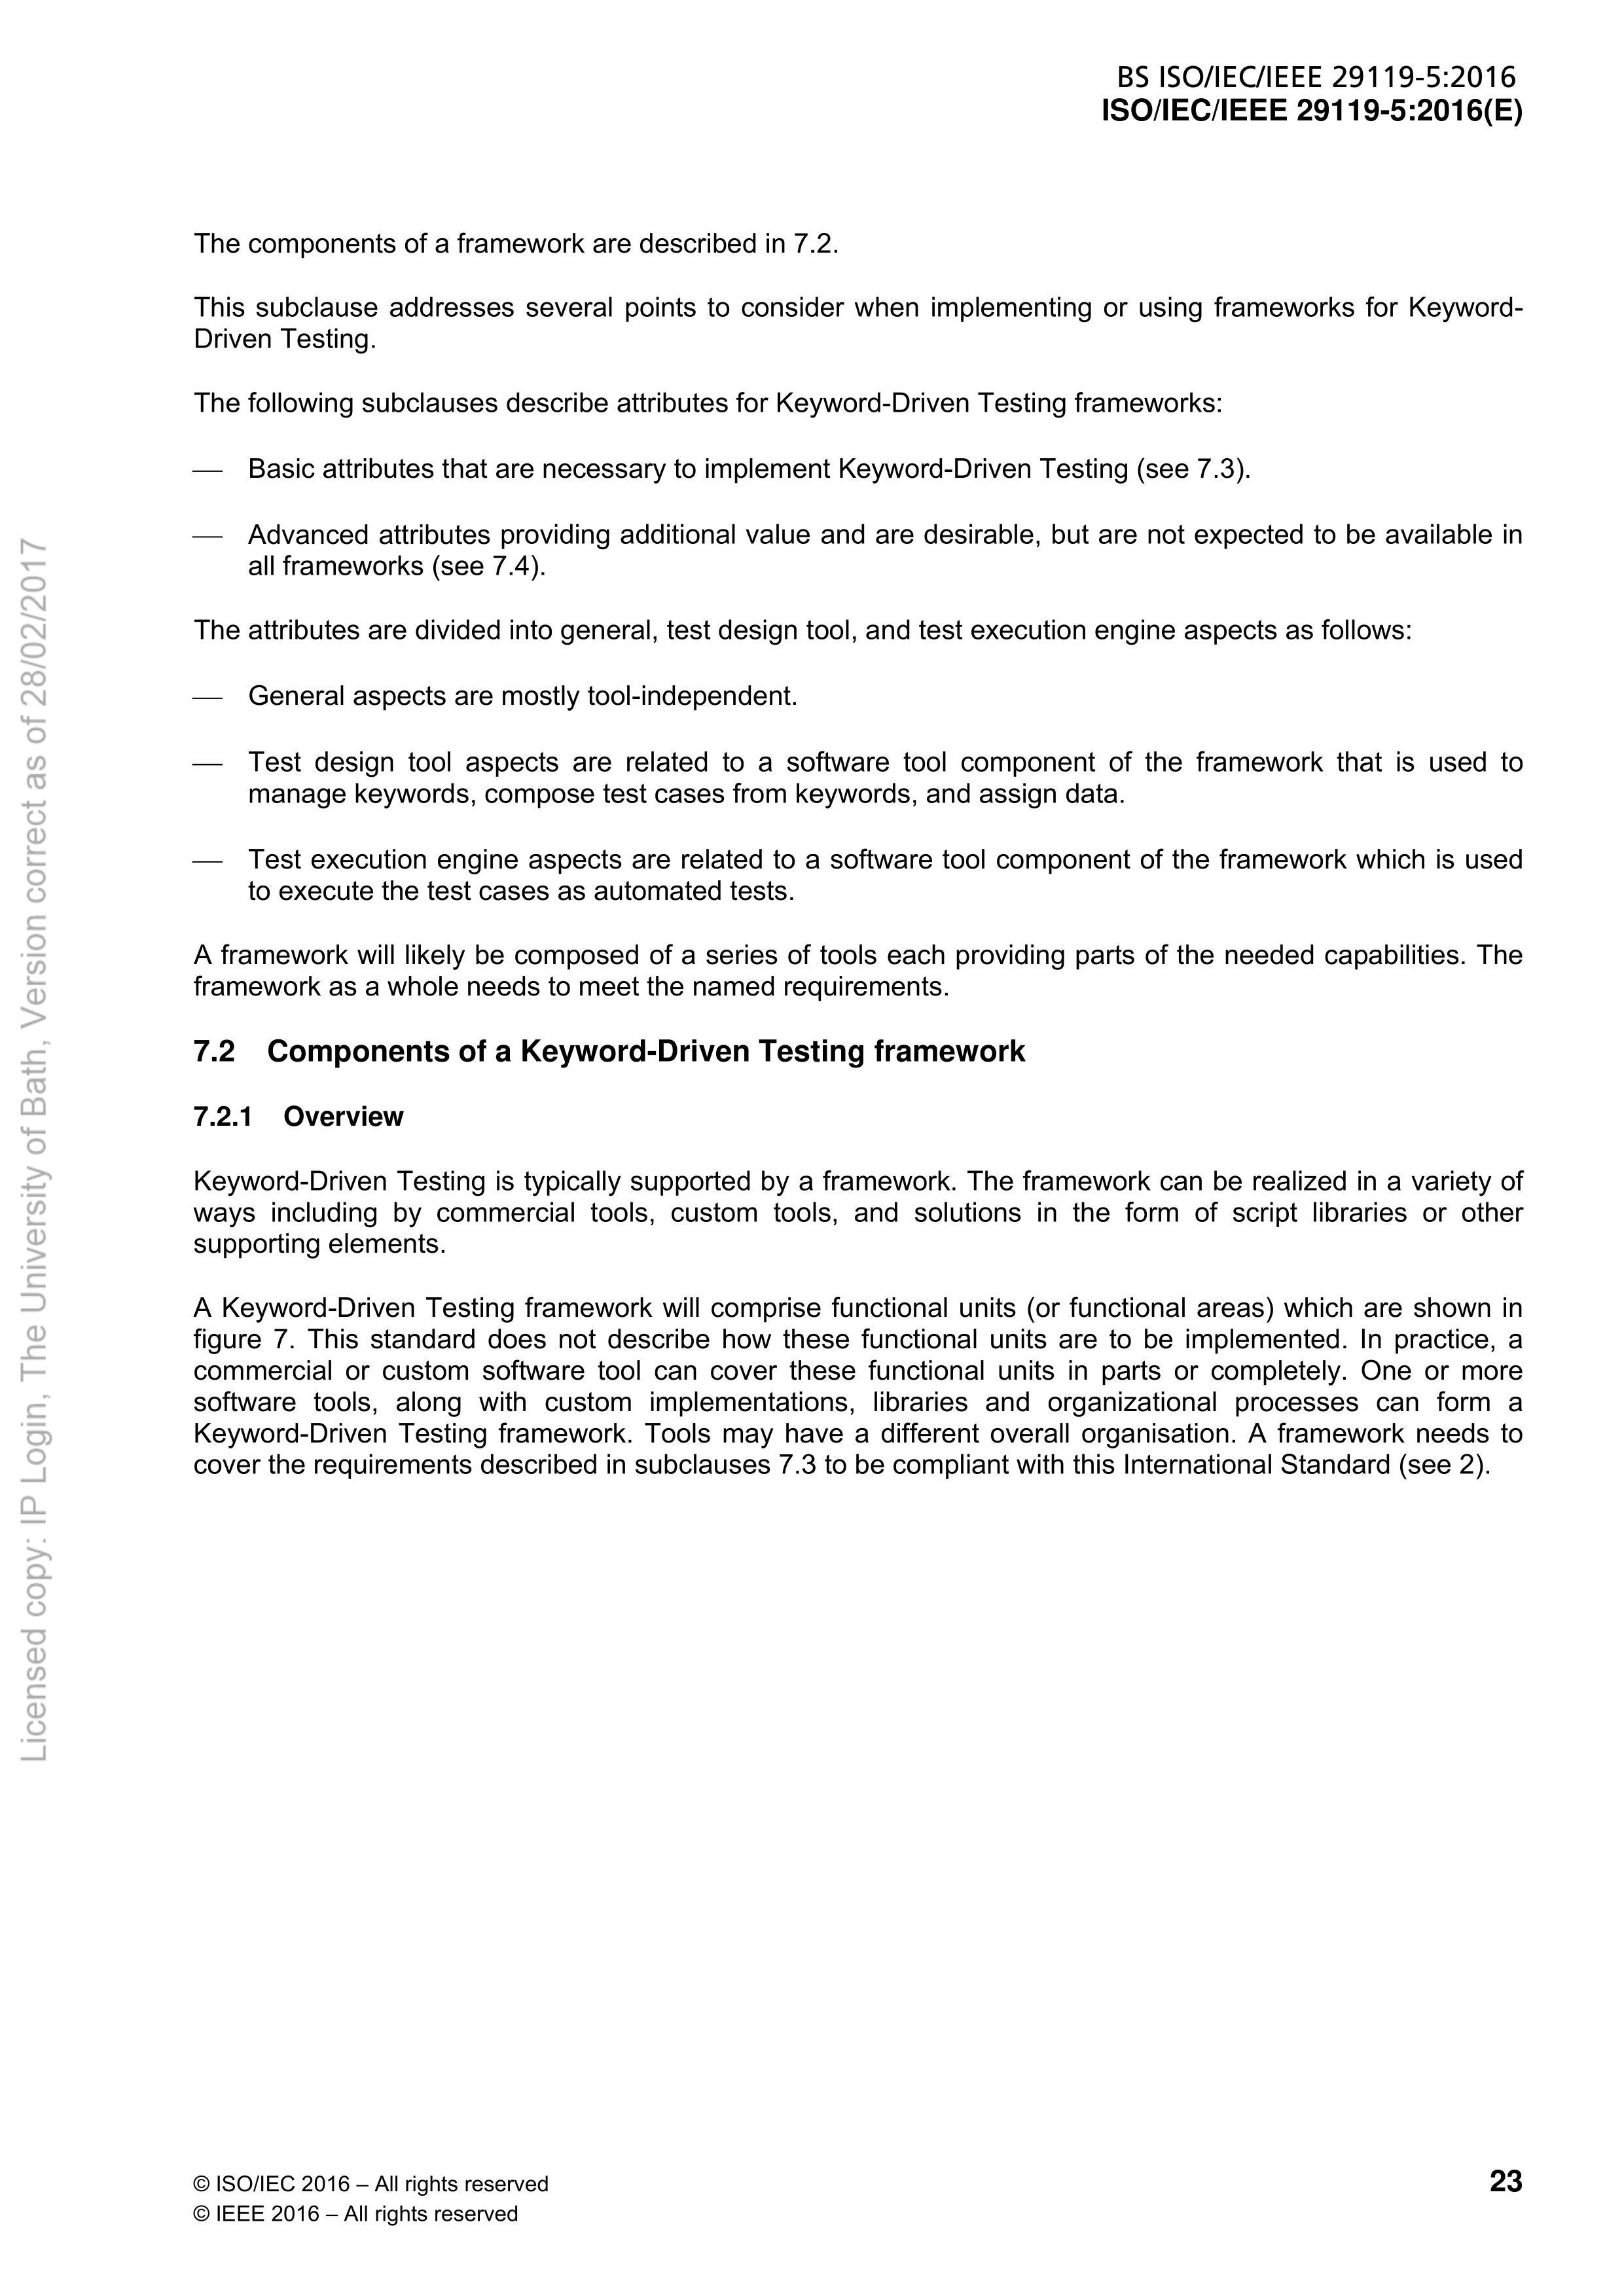 BS ISO/IEC/IEEE 29119-5:2016
ISO/IEC/IEEE 29119-5:2016(E)
The components of a framework are described in 7.2.
This subclause addresses several points to consider when implementing or using frameworks for Keyword-
Driven Testing.
The following subclauses describe attributes for Keyword-Driven Testing frameworks:
— Basic attributes that are necessary to implement Keyword-Driven Testing (see 7.3).
— Advanced attributes providing additional value and are desirable, but are not expected to be available in
all frameworks (see 7.4).
The attributes are divided into general, test design tool, and test execution engine aspects as follows:
— General aspects are mostly tool-independent.
— Test design tool aspects are related to a software tool component of the framework that is used to
manage keywords, compose test cases from keywords, and assign data.
— Test execution engine aspects are related to a software tool component of the framework which is used
to execute the test cases as automated tests.
A framework will likely be composed of a series of tools each providing parts of the needed capabilities. The
framework as a whole needs to meet the named requirements.
7.2 Components of a Keyword-Driven Testing framework
7.2.1 Overview
Keyword-Driven Testing is typically supported by a framework. The framework can be realized in a variety of
ways including by commercial tools, custom tools, and solutions in the form of script libraries or other
supporting elements.
A Keyword-Driven Testing framework will comprise functional units (or functional areas) which are shown in
figure 7. This standard does not describe how these functional units are to be implemented. In practice, a
commercial or custom software tool can cover these functional units in parts or completely. One or more
software tools, along with custom implementations, libraries and organizational processes can form a
Keyword-Driven Testing framework. Tools may have a different overall organisation. A framework needs to
cover the requirements described in subclauses 7.3 to be compliant with this International Standard (see 2).
Licensed copy: IP Login, The University of Bath, Version correct as of 28/02/2017
© ISO/IEC 2016 – All rights reserved
© IEEE 2016 – All rights reserved
23